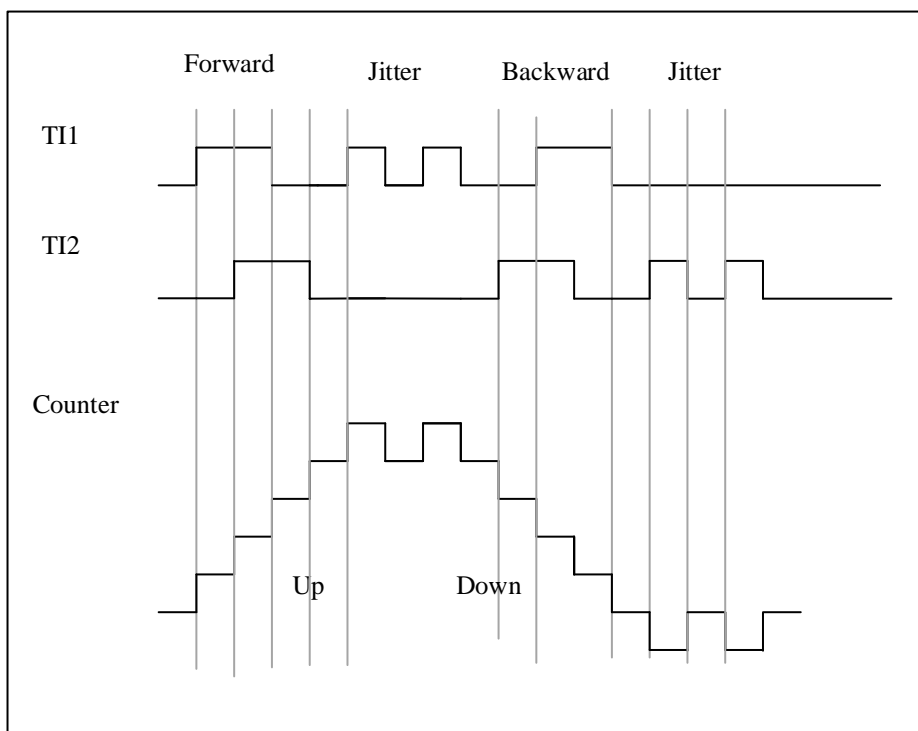 Forward
Jitter
Backward
Jitter
TI1
TI2
Counter
Up
Down